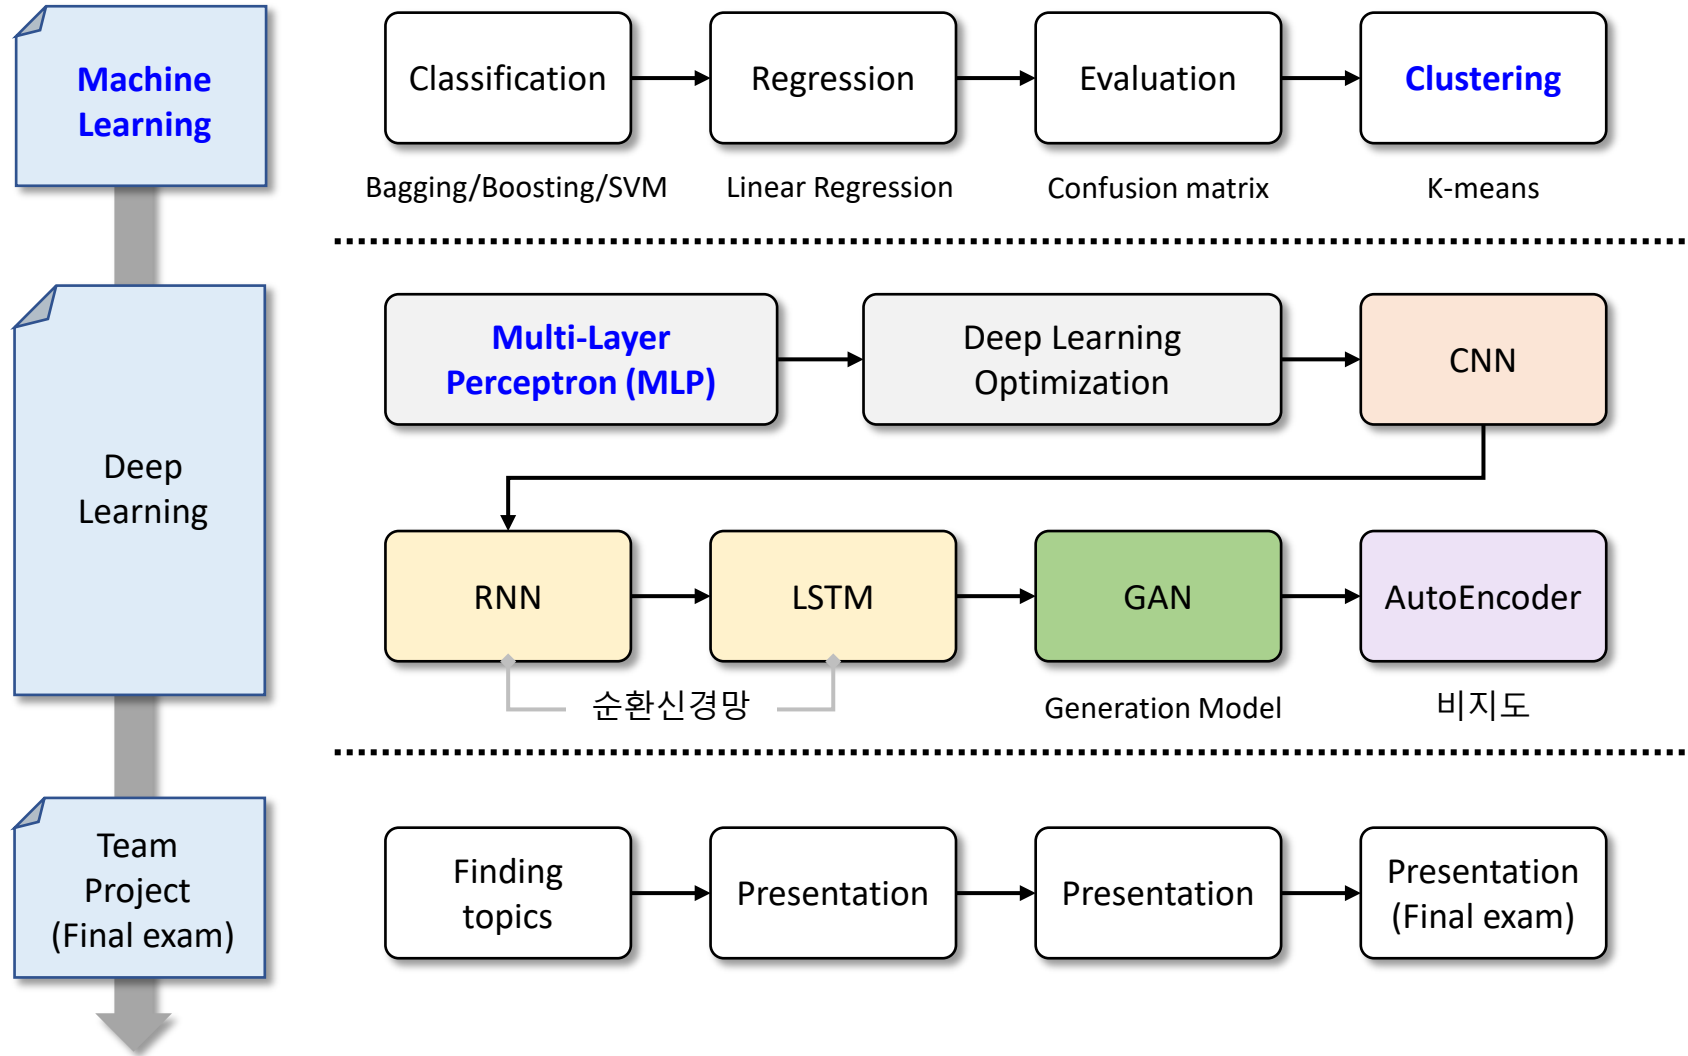 Machine
Learning
Classification
Regression
Evaluation
Clustering
Bagging/Boosting/SVM
Linear Regression
Confusion matrix
K-means
Deep
Learning
Multi-Layer
Perceptron (MLP)
Deep Learning
Optimization
CNN
RNN
LSTM
GAN
AutoEncoder
순환신경망
Generation Model
비지도
Team
Project
(Final exam)
Finding
topics
Presentation
Presentation
Presentation
(Final exam)